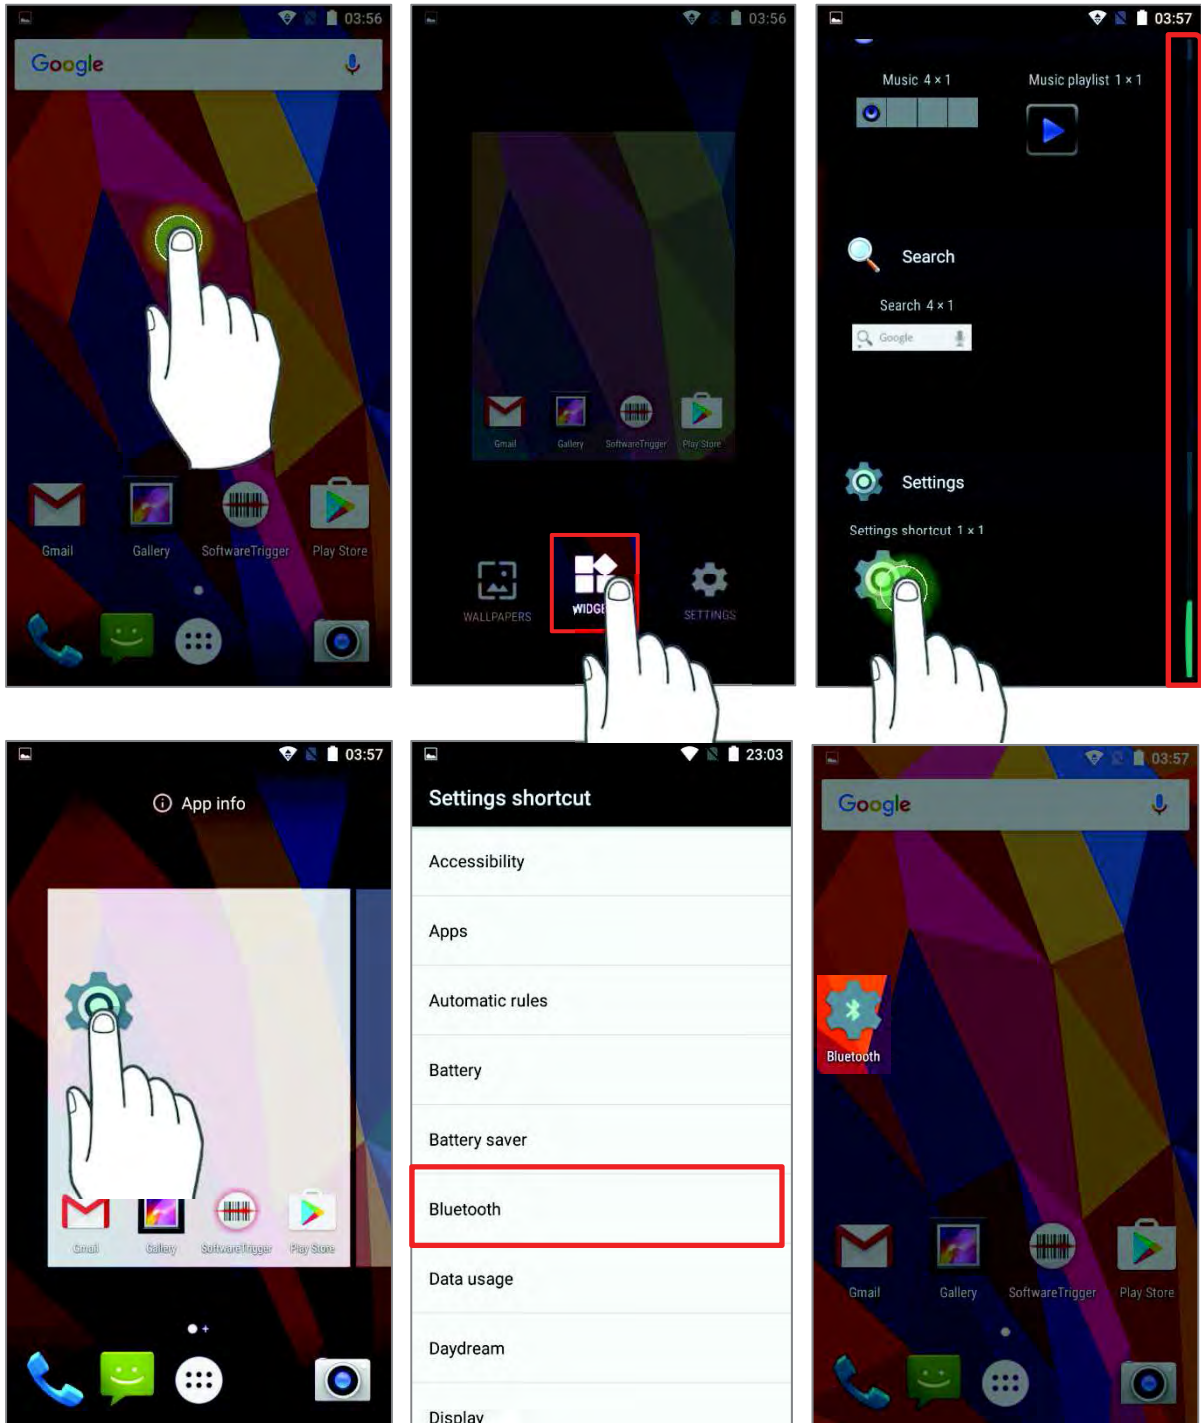 03:56
Google
Gmail
Gallery
SoftwareTrigger
Play Store
03:56
Gmail
Gallery
SoftwareTrigger
Play Store
WALLPAPERS
WIDGE
SETTINGS
03:57
Music 4 × 1
Music playlist 1 × 1
Search
Search 4 × 1
Google
Settings
Settings shortcut 1 × 1
03:57
App info
Gmail
Gallery
SoftwareTrigger
Play Store
23:03
Settings shortcut
Accessibility
Apps
Automatic rules
Battery
Battery saver
Bluetooth
Data usage
Daydream
Display
03:57
Google
Bluetooth
Gmail
Gallery
SoftwareTrigger
Play Store